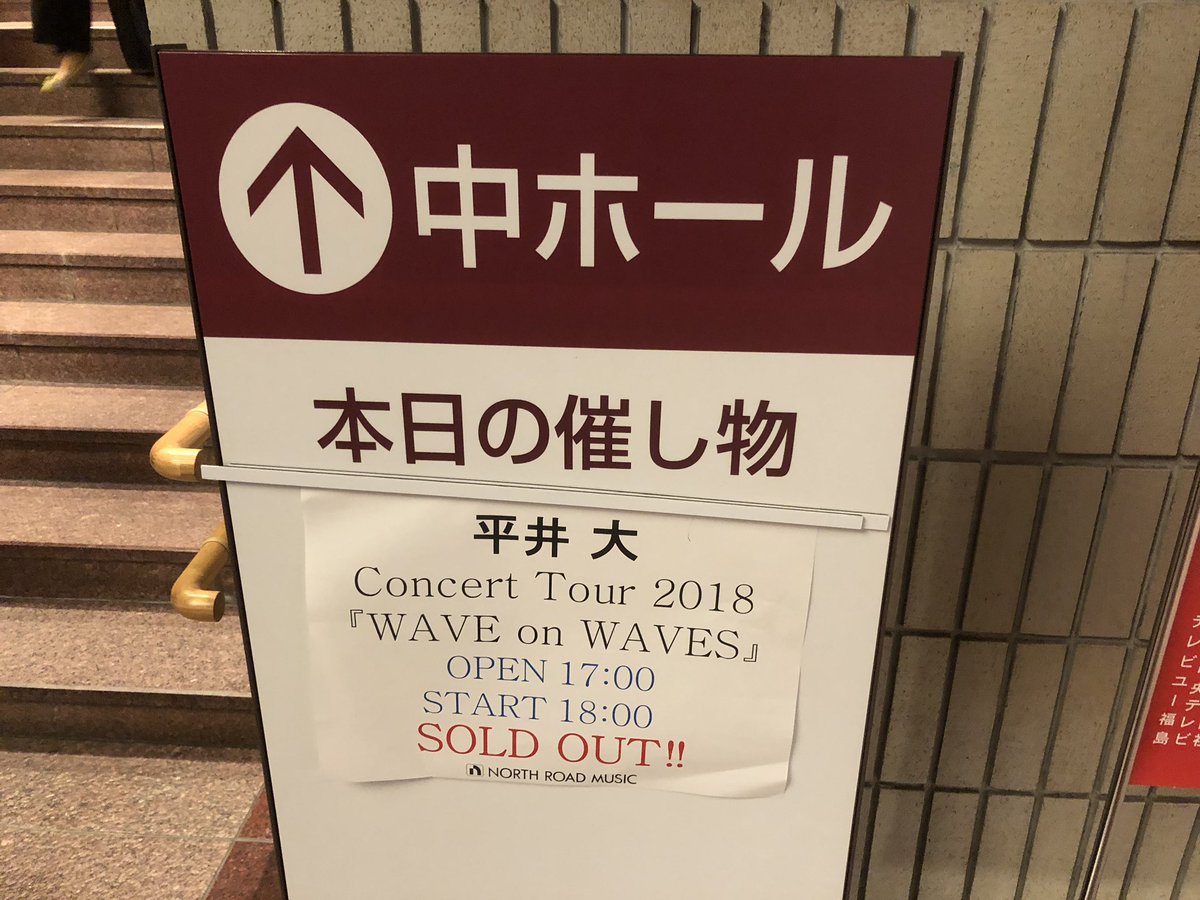 中ホール
本日の催し物
平井 大
Concert Tour 2018
『WAVE on WAVES』
OPEN 17:00
START 18:00
SOLD OUT!!
NORTH ROAD MUSIC